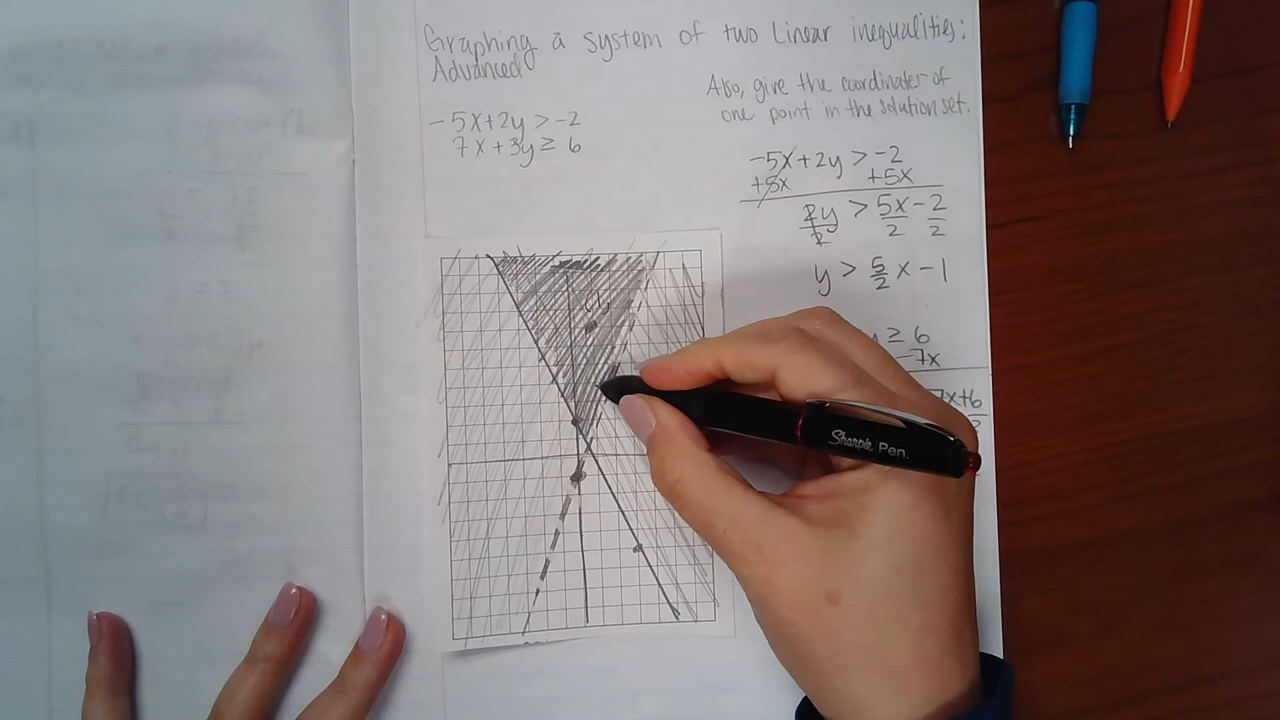 Graphing a system of two Linear inequalities:
Advanced
Also, give the coordinates of
one point in the solution set.
-5x+2y > -2
7x+3y ≥ 6
-5x+2y > -2
+5x +5x
2y > 5x - 2
2 2 2
y > 5/2 x - 1
≥ 6
-7x
7x+6
Sharpie Pen.